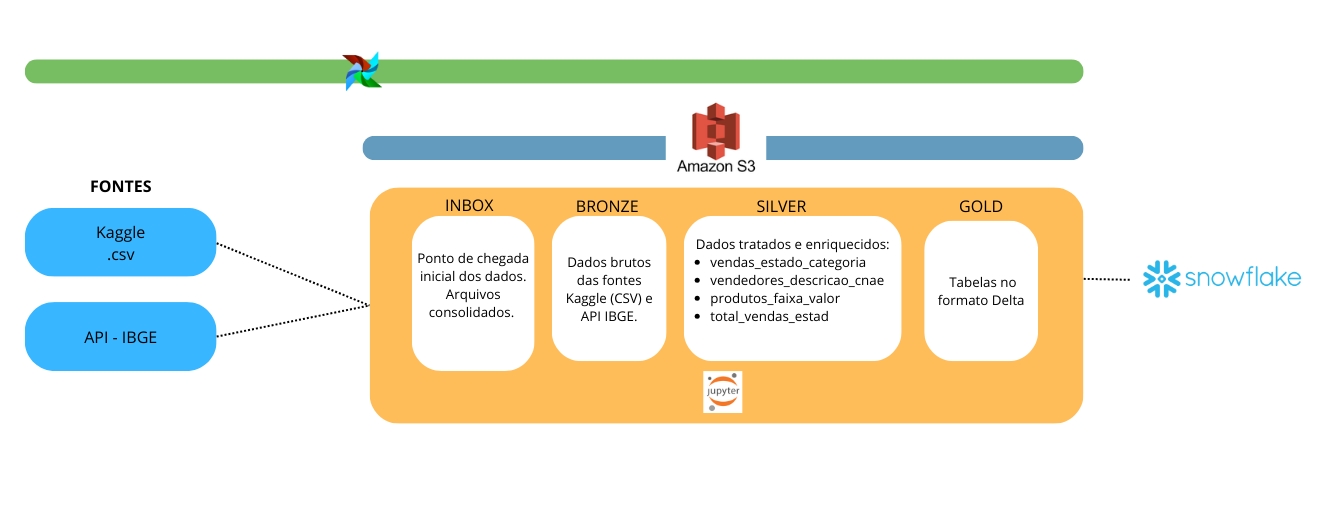 Amazon S3
FONTES
Kaggle
.csv
API - IBGE
INBOX
Ponto de chegada
inicial dos dados.
Arquivos
consolidados.
BRONZE
Dados brutos
das fontes
Kaggle (CSV) e
API IBGE.
SILVER
Dados tratados e enriquecidos:
• vendas_estado_categoria
• vendedores_descricao_cnae
• produtos_faixa_valor
• total_vendas_estad
GOLD
Tabelas no
formato Delta
jupyter
snowflake